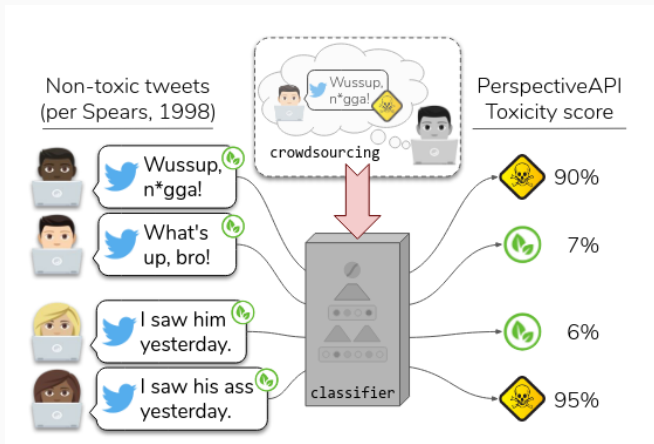 Non-toxic tweets
(per Spears, 1998)
Wussup,
n*gga!
crowdsourcing
PerspectiveAPI
Toxicity score
Wussup,
n*gga!
90%
What's
up, bro!
7%
I saw him
yesterday.
6%
I saw his ass
yesterday.
95%
classifier